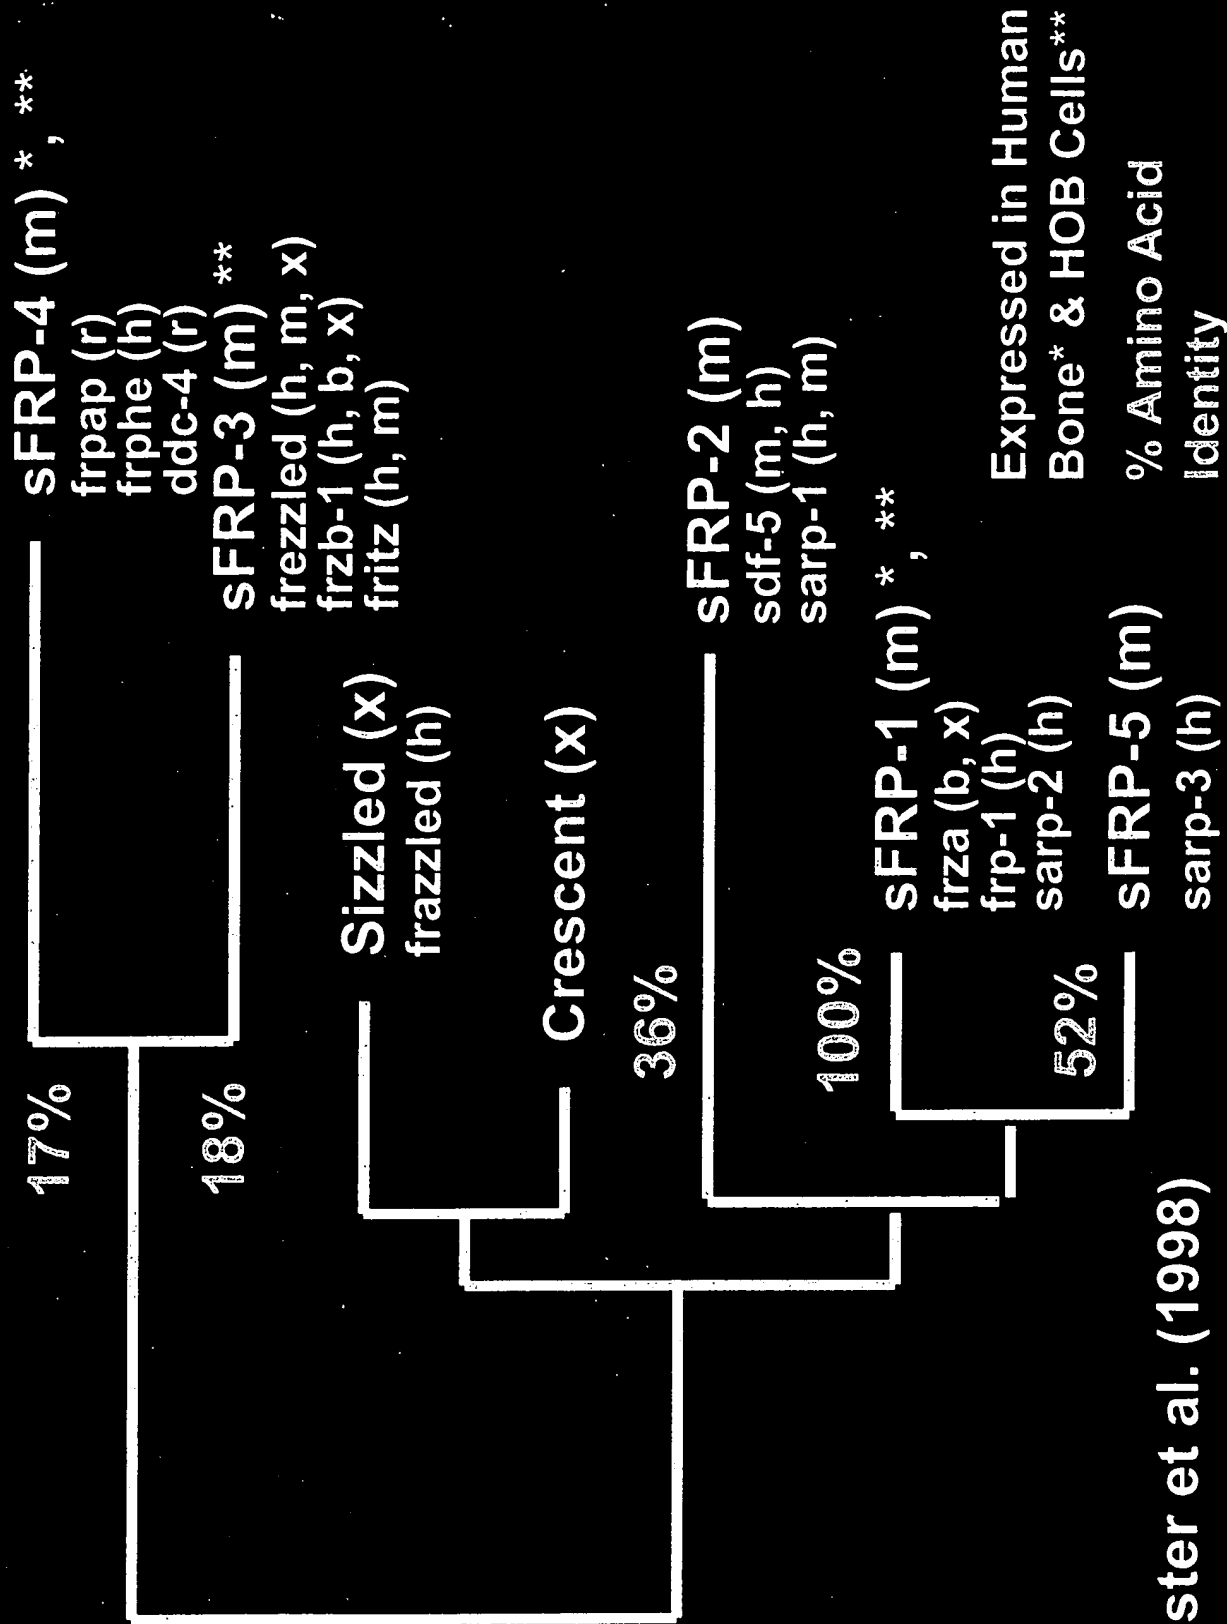 sFRP-4 (m) *, **
17%
frpap (r)
frphe (h)
ddc-4 (r)
18%
sFRP-3 (m) **
frezzled (h, m, x)
frzb-1 (h, b, x)
fritz (h, m)
Sizzled (x)
frazzled (h)
Crescent (x)
36%
sFRP-2 (m)
sdf-5 (m, h)
sarp-1 (h, m)
100%
sFRP-1 (m) *, **
frza (b, x)
frp-1 (h)
sarp-2 (h)
52%
sFRP-5 (m)
sarp-3 (h)
Expressed in Human
Bone* & HOB Cells**
% Amino Acid
Identity
ster et al. (1998)